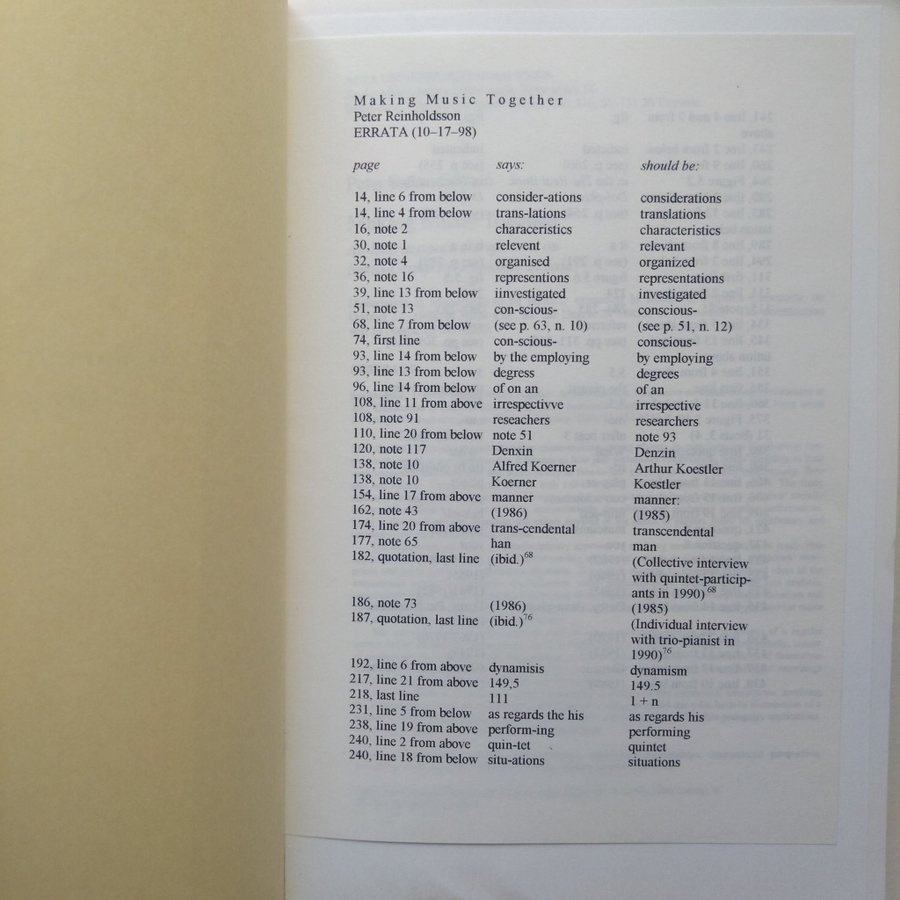 Making Music Together
Peter Reinholdsson
ERRATA (10–17–98)
page says: should be:
14, line 6 from below consider-ations considerations
14, line 4 from below trans-lations translations
16, note 2 characeristics characteristics
30, note 1 relevent relevant
32, note 4 organised organized
36, note 16 representions representations
39, line 13 from below iinvestigated investigated
51, note 13 con-scious- conscious-
68, line 7 from below (see p. 63, n. 10) (see p. 51, n. 12)
74, first line con-scious- conscious-
93, line 14 from below by the employing by employing
93, line 13 from below degress degrees
96, line 14 from below of on an of an
108, line 11 from above irrespectivve irrespective
108, note 91 reseachers researchers
110, line 20 from below note 51 note 93
120, note 117 Denxin Denzin
138, note 10 Alfred Koerner Arthur Koestler
138, note 10 Koerner Koestler
154, line 17 from above manner manner:
162, note 43 (1986) (1985)
174, line 20 from above trans-cendental transcendental
177, note 65 han man
182, quotation, last line (ibid.)68 (Collective interview
with quintet-particip-
ants in 1990)68
186, note 73 (1986) (1985)
187, quotation, last line (ibid.)76 (Individual interview
with trio-pianist in
1990)76
192, line 6 from above dynamisis dynamism
217, line 21 from above 149,5 149.5
218, last line 111 1 + n
231, line 5 from below as regards the his as regards his
238, line 19 from above perform-ing performing
240, line 2 from above quin-tet quintet
240, line 18 from below situ-ations situations